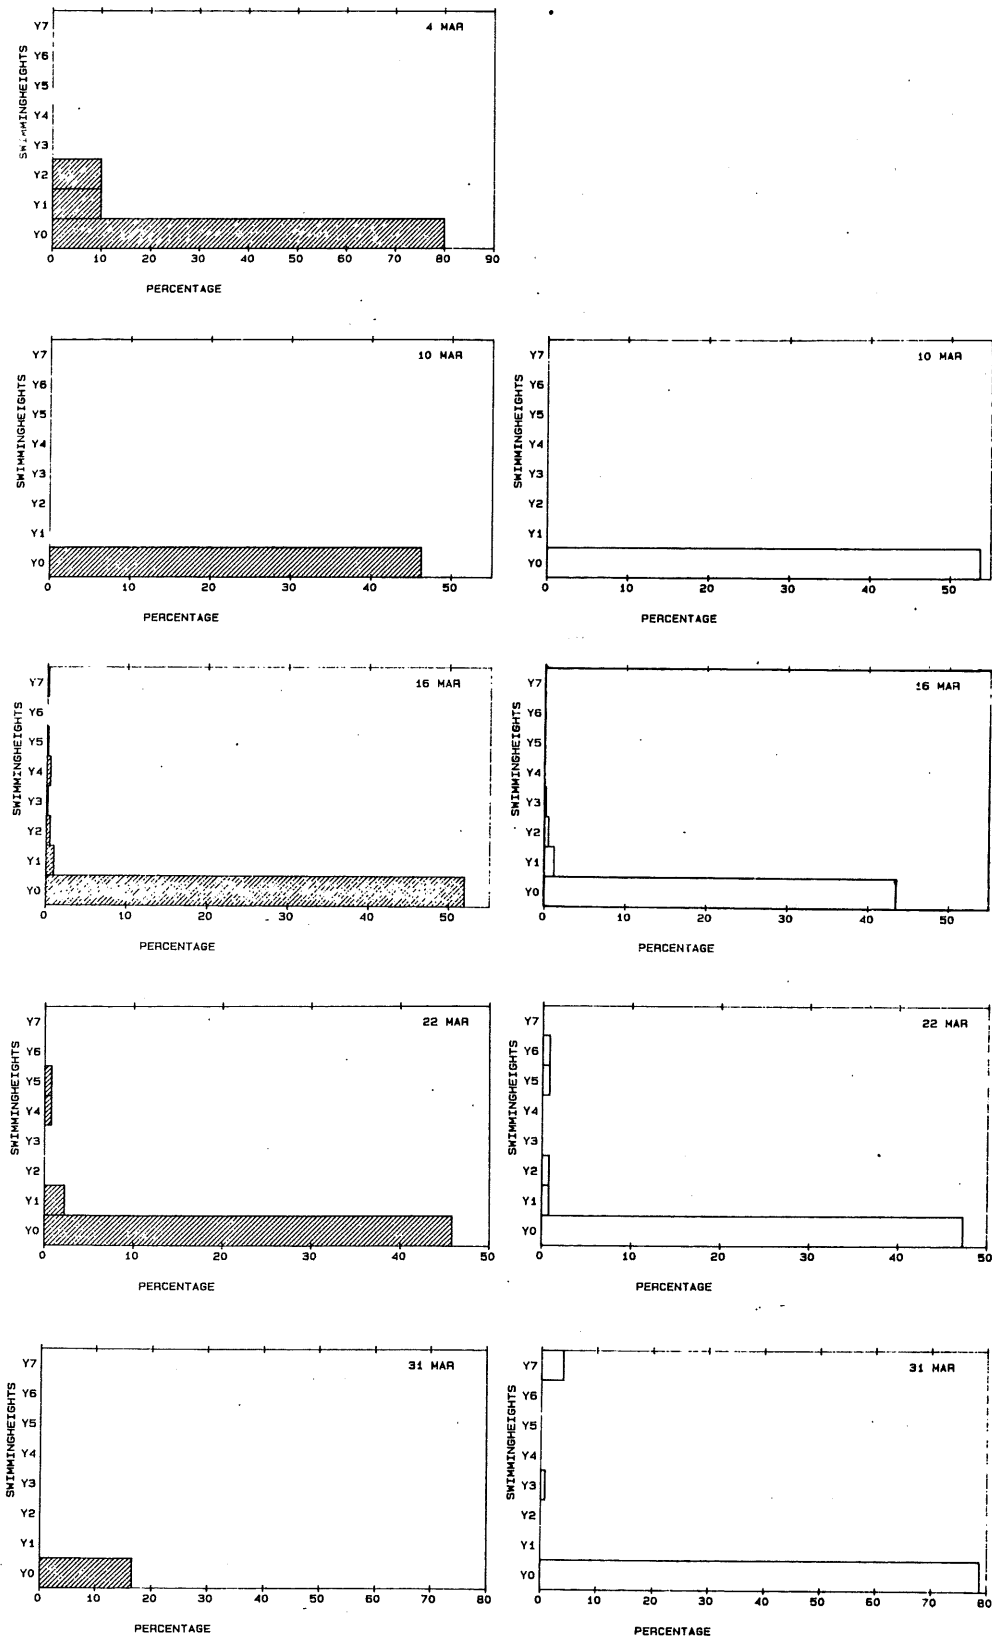 4 MAR
SWIMMINGHEIGHTS
Y7
Y6
Y5
Y4
Y3
Y2
Y1
Y0
0 10 20 30 40 50 60 70 80 90
PERCENTAGE
10 MAR
SWIMMINGHEIGHTS
Y7
Y6
Y5
Y4
Y3
Y2
Y1
Y0
0 10 20 30 40 50
PERCENTAGE
10 MAR
SWIMMINGHEIGHTS
Y7
Y6
Y5
Y4
Y3
Y2
Y1
Y0
0 10 20 30 40 50
PERCENTAGE
16 MAR
SWIMMINGHEIGHTS
Y7
Y6
Y5
Y4
Y3
Y2
Y1
Y0
0 10 20 30 40 50
PERCENTAGE
16 MAR
SWIMMINGHEIGHTS
Y7
Y6
Y5
Y4
Y3
Y2
Y1
Y0
0 10 20 30 40 50
PERCENTAGE
22 MAR
SWIMMINGHEIGHTS
Y7
Y6
Y5
Y4
Y3
Y2
Y1
Y0
0 10 20 30 40 50
PERCENTAGE
22 MAR
SWIMMINGHEIGHTS
Y7
Y6
Y5
Y4
Y3
Y2
Y1
Y0
0 10 20 30 40 50
PERCENTAGE
31 MAR
SWIMMINGHEIGHTS
Y7
Y6
Y5
Y4
Y3
Y2
Y1
Y0
0 10 20 30 40 50 60 70 80
PERCENTAGE
31 MAR
SWIMMINGHEIGHTS
Y7
Y6
Y5
Y4
Y3
Y2
Y1
Y0
0 10 20 30 40 50 60 70 80
PERCENTAGE